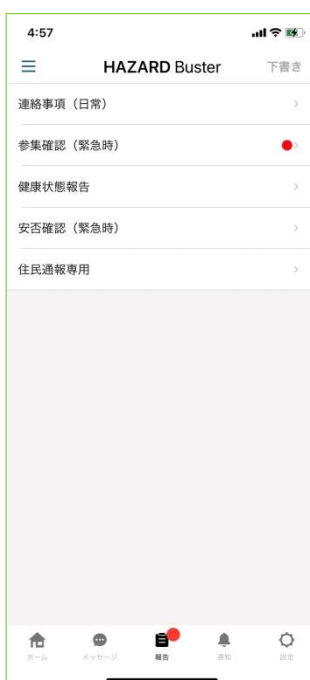 4:57
HAZARD Buster
下書き
連絡事項（日常）
参集確認（緊急時）
健康状態報告
安否確認（緊急時）
住民通報専用
ホーム
メッセージ
報告
通知
設定